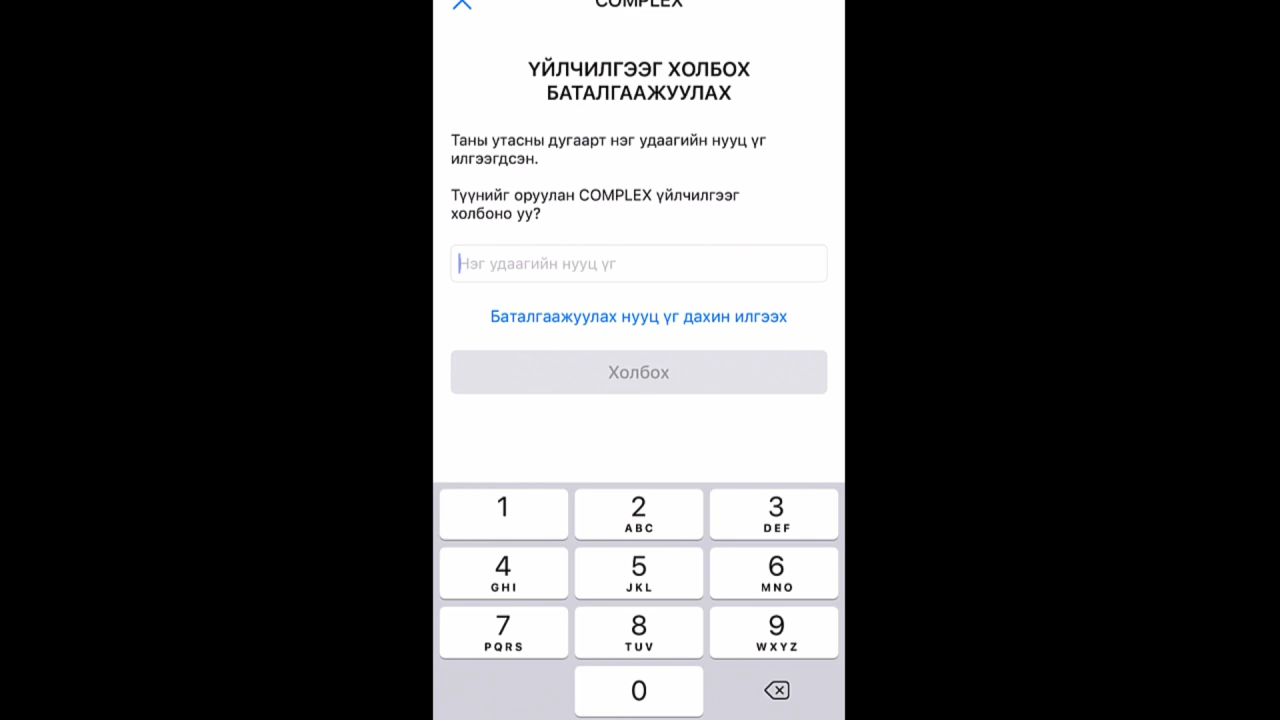 COMPLEX
ҮЙЛЧИЛГЭЭГ ХОЛБОХ
БАТАЛГААЖУУЛАХ
Таны утасны дугаарт нэг удаагийн нууц үг
илгээгдсэн.
Түүнийг оруулан COMPLEX үйлчилгээг
холбоно уу?
Нэг удаагийн нууц үг
Баталгаажуулах нууц үг дахин илгээх
Холбох
1 2 3
ABC DEF
4 5 6
GHI JKL MNO
7 8 9
PQRS TUV WXYZ
0